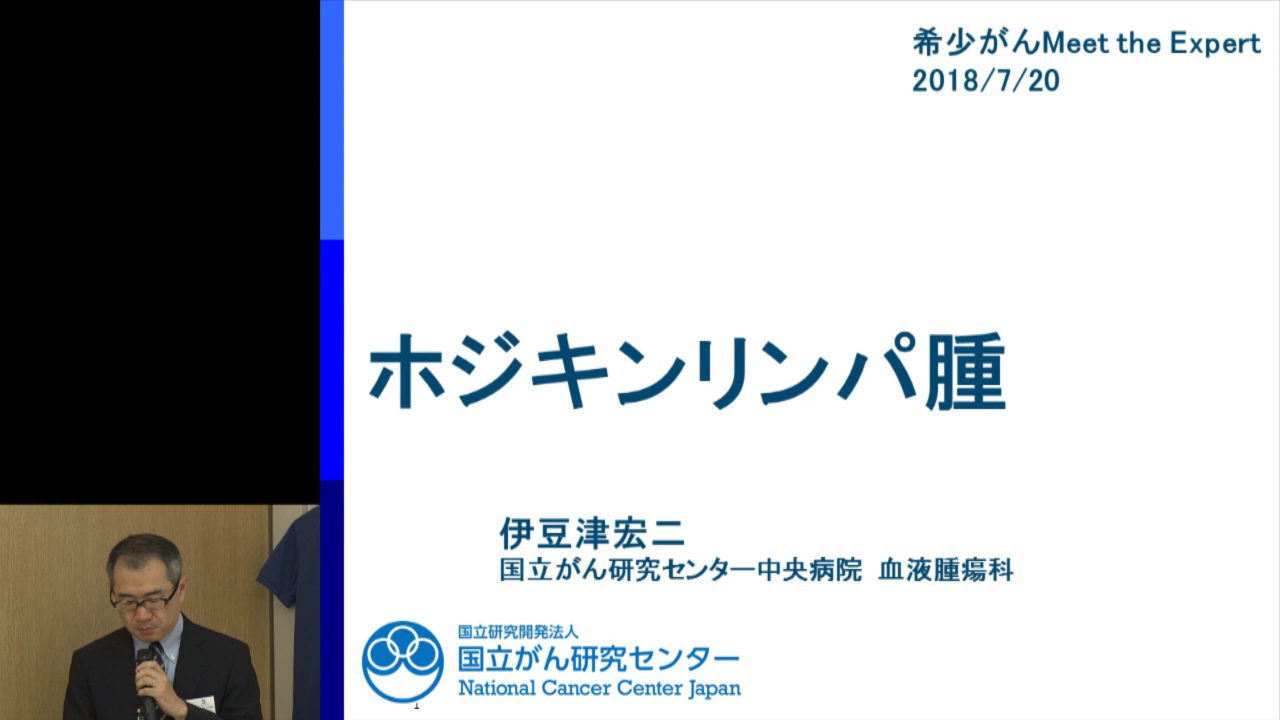 希少がんMeet the Expert
2018/7/20
ホジキンリンパ腫
伊豆津宏二
国立がん研究センター中央病院 血液腫瘍科
国立研究開発法人
国立がん研究センター
National Cancer Center Japan
1